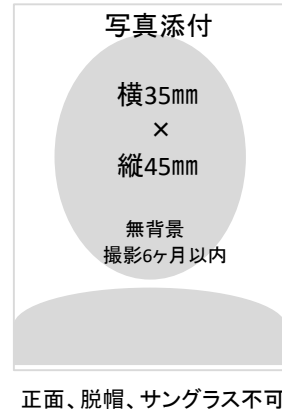 写真添付
横35㎜
×
縦45㎜
無背景
撮影6ヶ月以内
正面、脱帽、サングラス不可